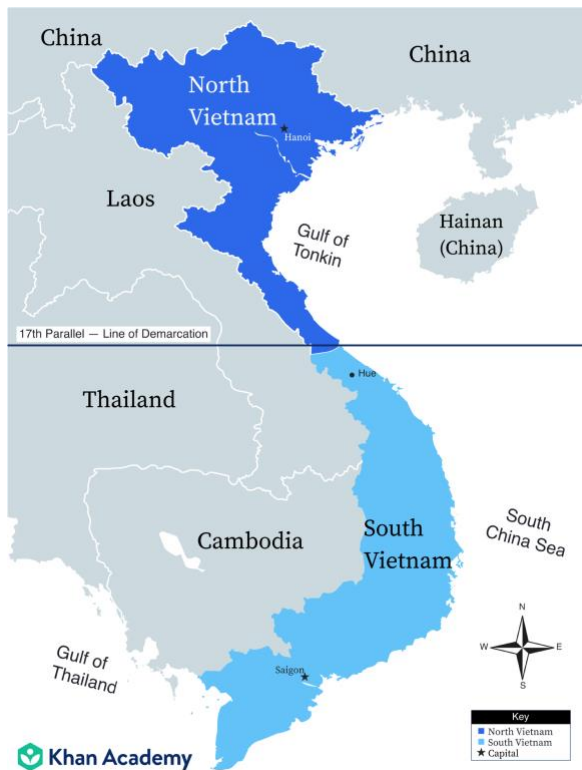 China
China
North
Vietnam
Hanoi
Laos
Gulf of
Tonkin
Hainan
(China)
17th Parallel — Line of Demarcation
Hue
Thailand
Cambodia
South
Vietnam
South
China Sea
Gulf of
Thailand
Saigon
N
W
E
S
Key
North Vietnam
South Vietnam
Capital
Khan Academy